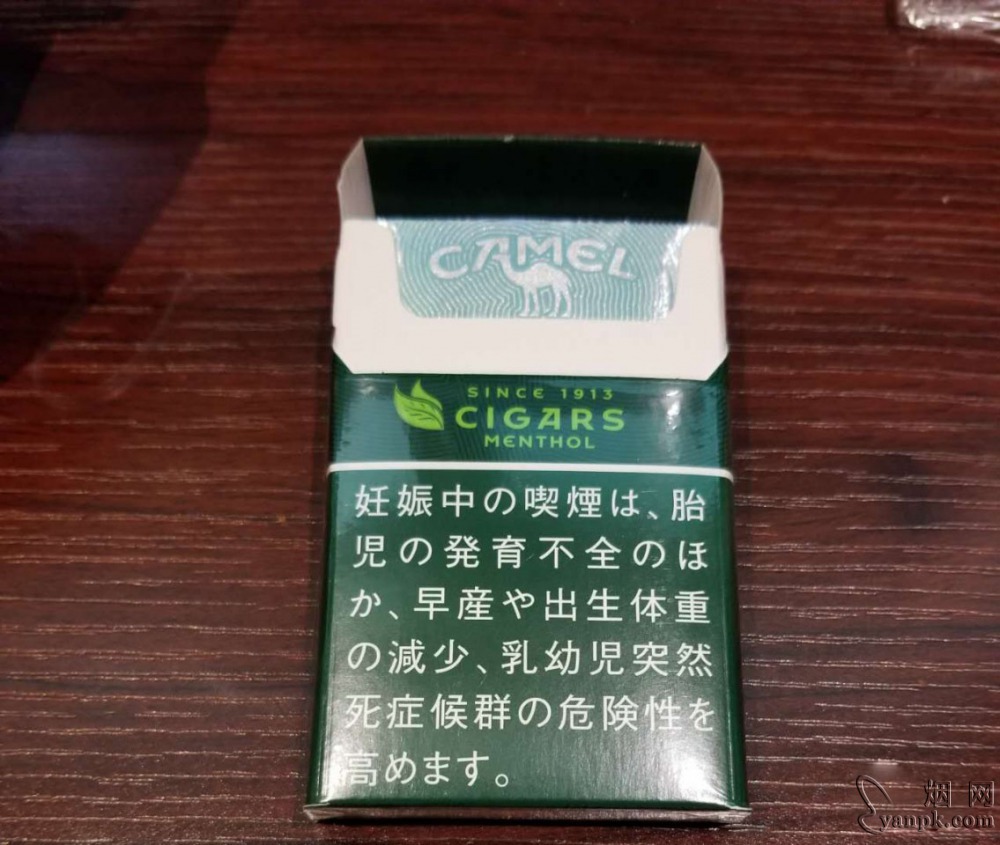 CAMEL
SINCE 1913
CIGARS
MENTHOL
妊娠中の喫煙は、胎
児の発育不全のほ
か、早産や出生体重
の減少、乳幼児突然
死症候群の危険性を
高めます。
烟网
yanpk.com